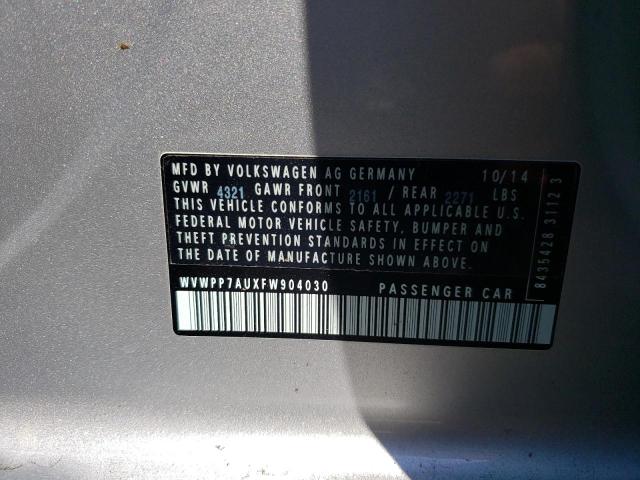 MFD BY VOLKSWAGEN AG GERMANY 10/14
GVWR 4321 GAWR FRONT 2161 / REAR 2271 LBS
THIS VEHICLE CONFORMS TO ALL APPLICABLE U.S.
FEDERAL MOTOR VEHICLE SAFETY, BUMPER AND
THEFT PREVENTION STANDARDS IN EFFECT ON
THE DATE OF MANUFACTURE SHOWN ABOVE.
WVWPP7AUXFW904030 PASSENGER CAR
8435428 3112 3